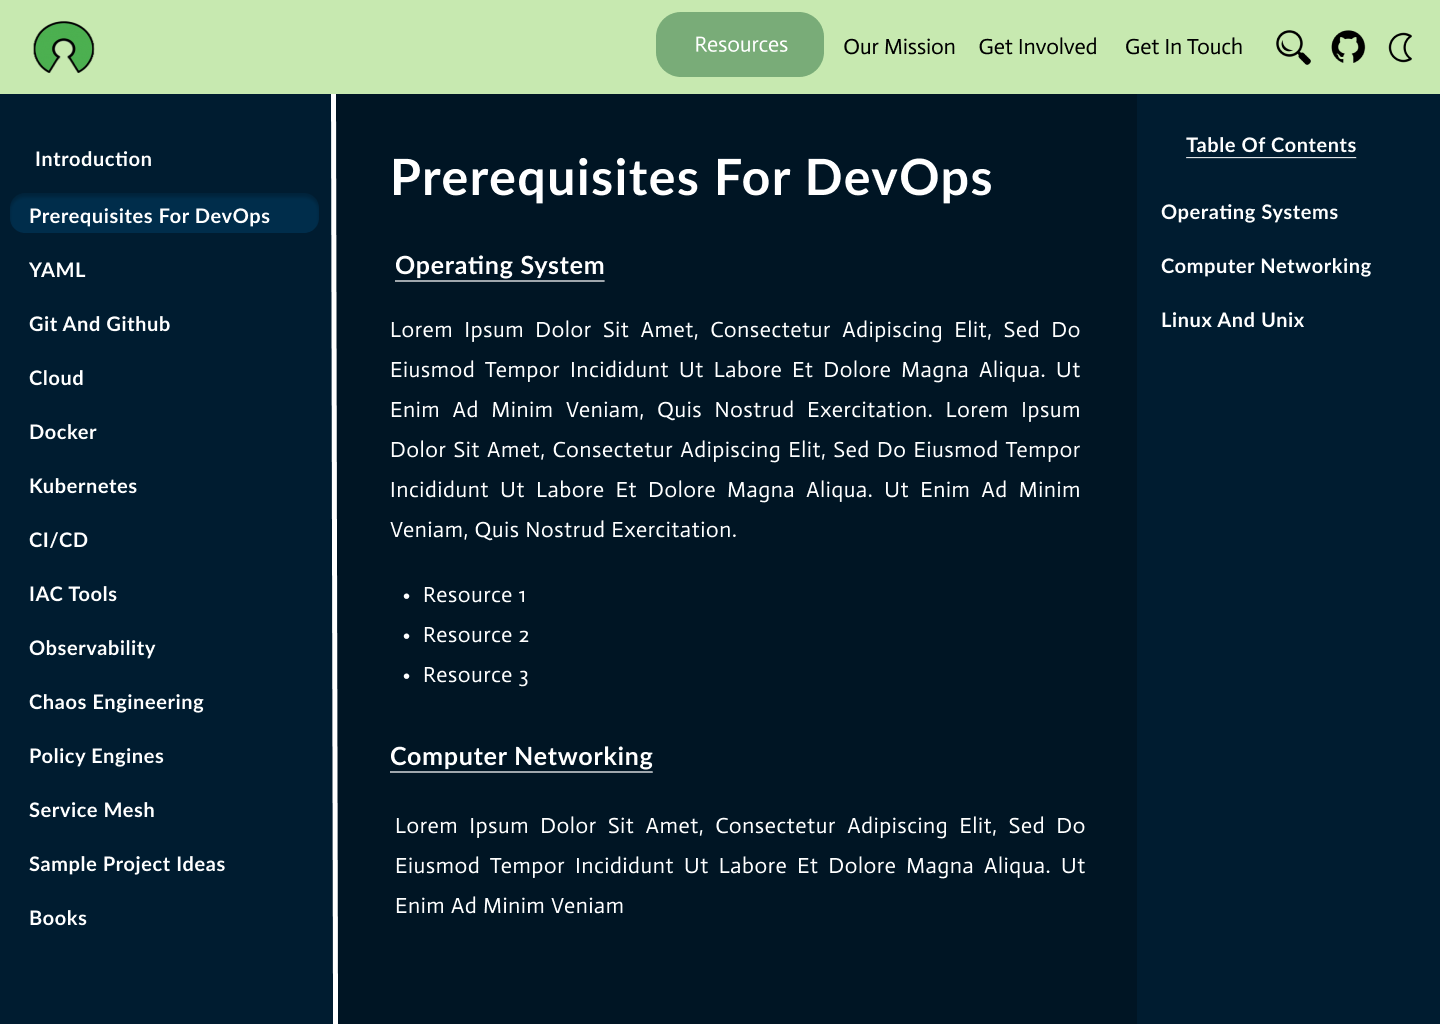 Resources
Our Mission
Get Involved
Get In Touch
Introduction
Prerequisites For DevOps
YAML
Git And Github
Cloud
Docker
Kubernetes
CI/CD
IAC Tools
Observability
Chaos Engineering
Policy Engines
Service Mesh
Sample Project Ideas
Books
Prerequisites For DevOps
Operating System
Lorem Ipsum Dolor Sit Amet, Consectetur Adipiscing Elit, Sed Do
Eiusmod Tempor Incididunt Ut Labore Et Dolore Magna Aliqua. Ut
Enim Ad Minim Veniam, Quis Nostrud Exercitation. Lorem Ipsum
Dolor Sit Amet, Consectetur Adipiscing Elit, Sed Do Eiusmod Tempor
Incididunt Ut Labore Et Dolore Magna Aliqua. Ut Enim Ad Minim
Veniam, Quis Nostrud Exercitation.
• Resource 1
• Resource 2
• Resource 3
Computer Networking
Lorem Ipsum Dolor Sit Amet, Consectetur Adipiscing Elit, Sed Do
Eiusmod Tempor Incididunt Ut Labore Et Dolore Magna Aliqua. Ut
Enim Ad Minim Veniam
Table Of Contents
Operating Systems
Computer Networking
Linux And Unix